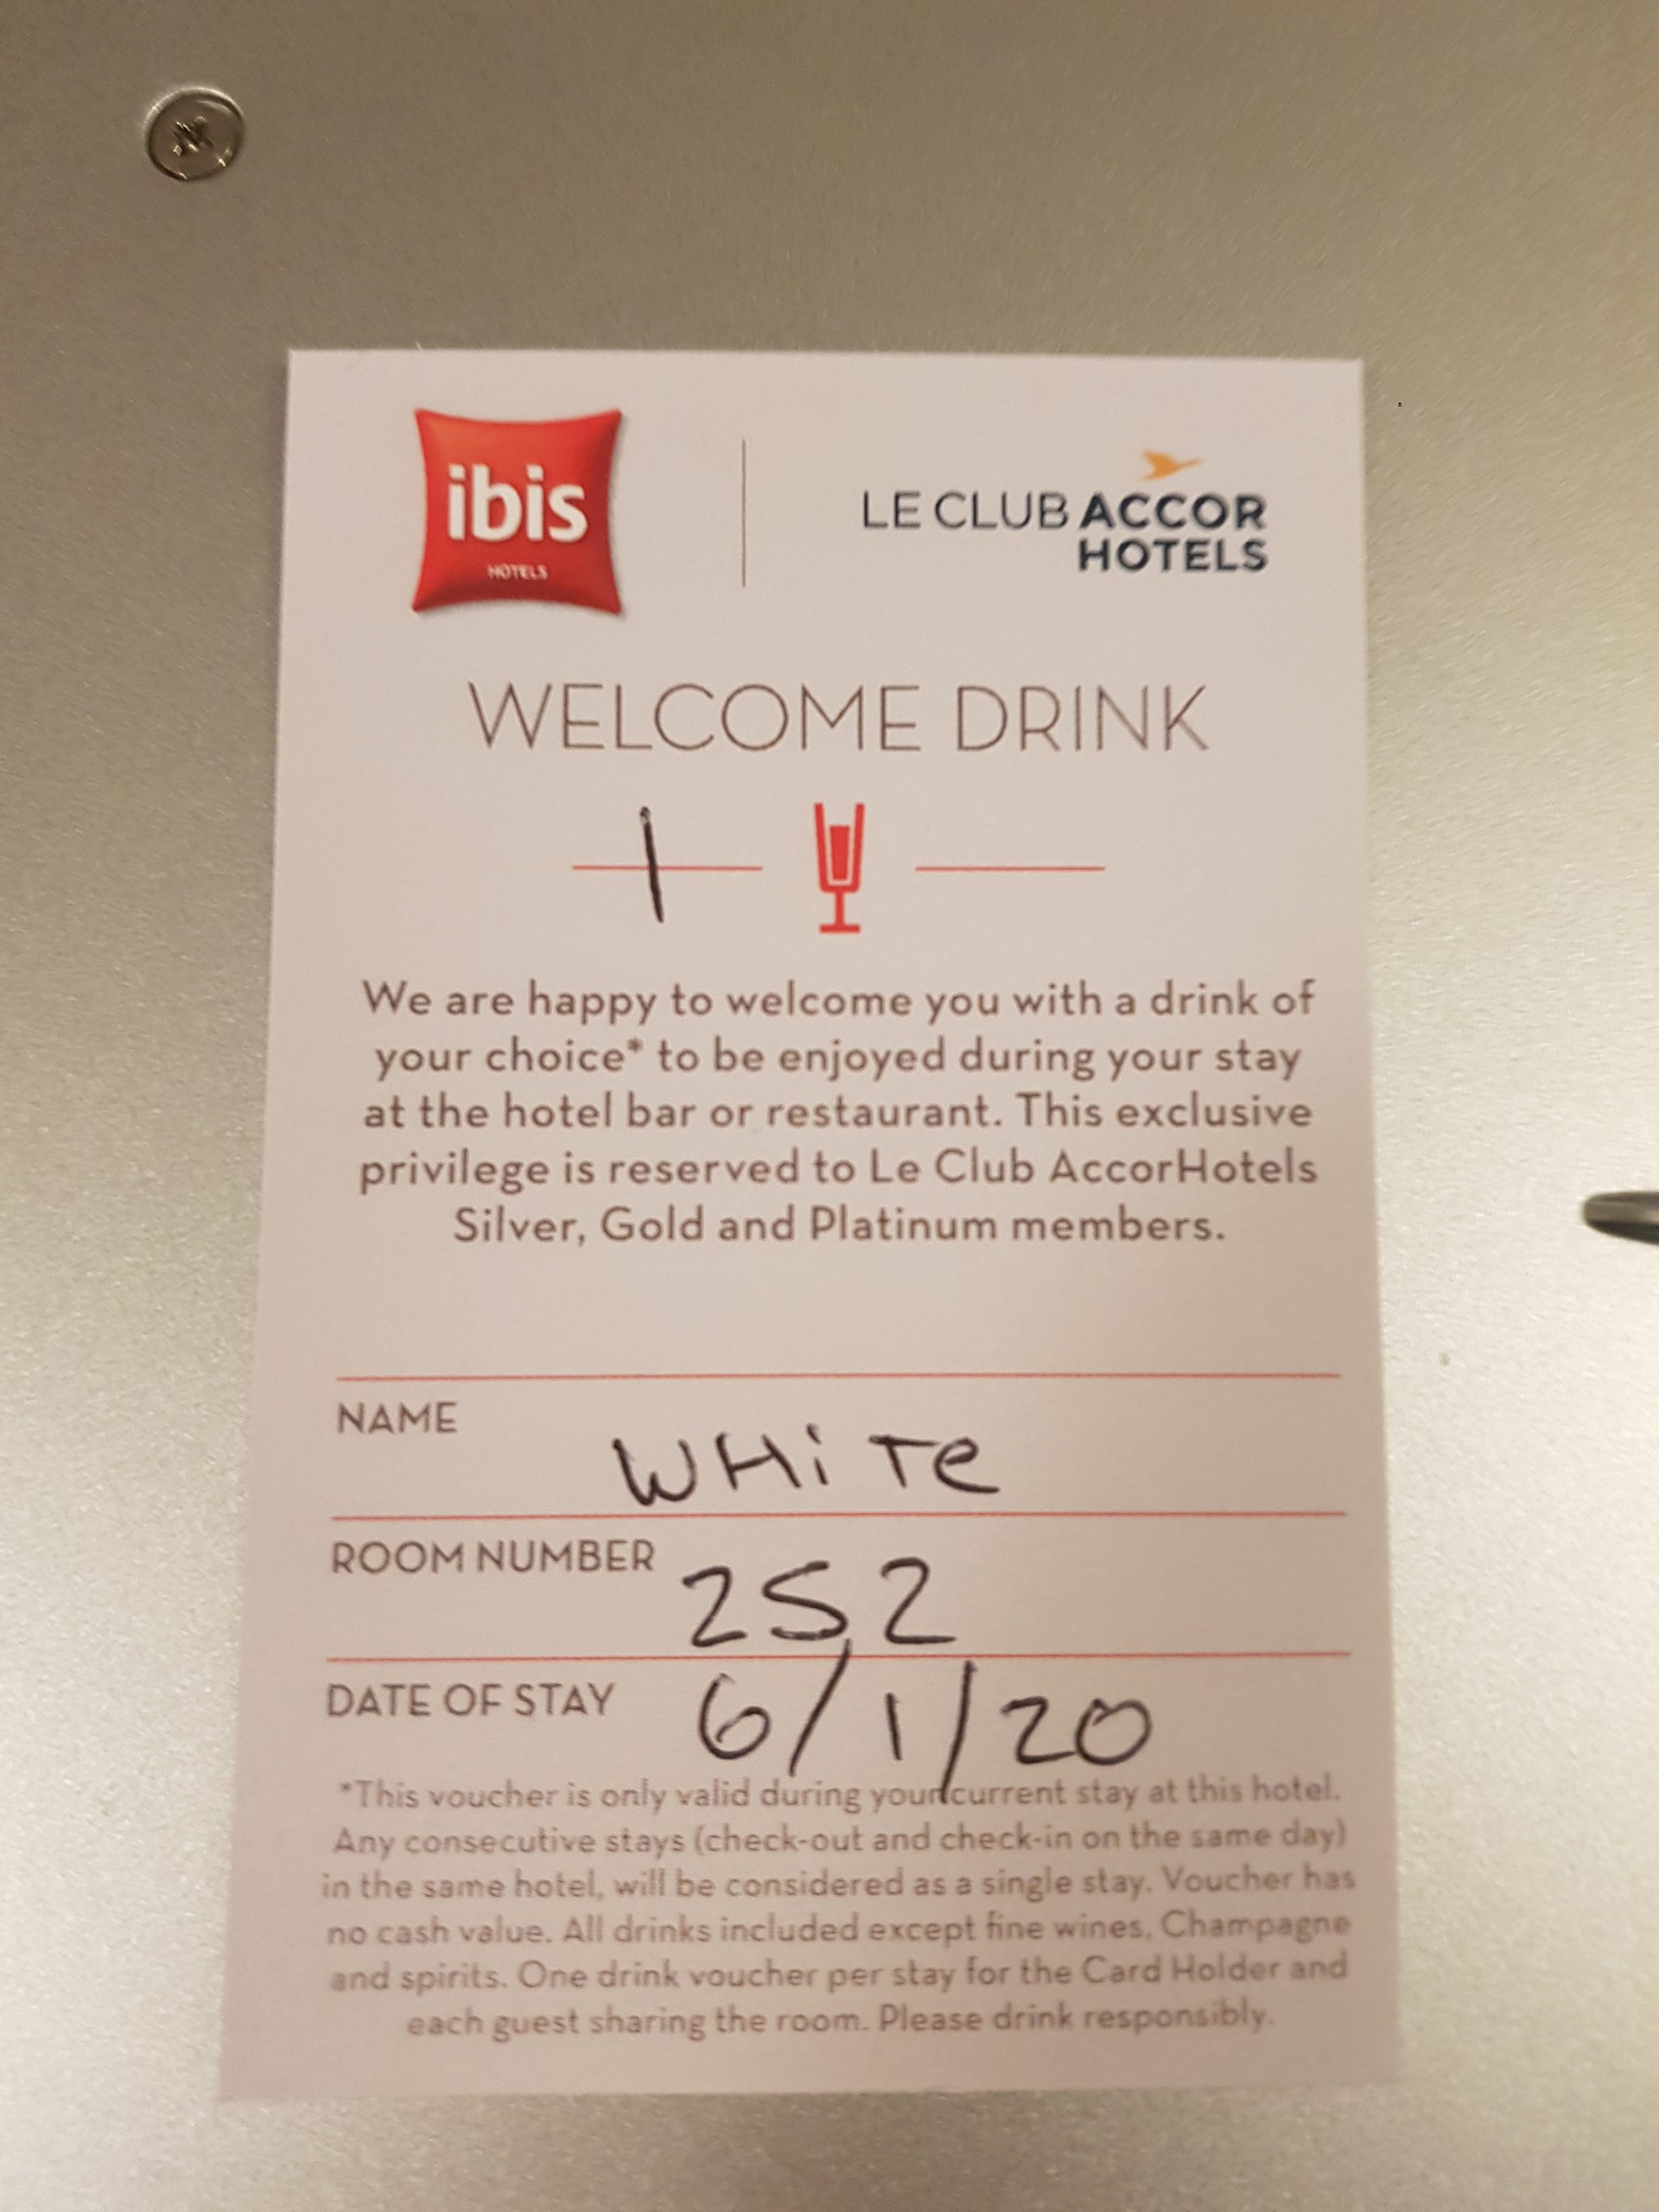 ibis
HOTELS
LE CLUB ACCOR
HOTELS
WELCOME DRINK
1
We are happy to welcome you with a drink of
your choice* to be enjoyed during your stay
at the hotel bar or restaurant. This exclusive
privilege is reserved to Le Club AccorHotels
Silver, Gold and Platinum members.
NAME WHiTe
ROOM NUMBER 252
DATE OF STAY 6/1/20
*This voucher is only valid during your current stay at this hotel.
Any consecutive stays (check-out and check-in on the same day)
in the same hotel, will be considered as a single stay. Voucher has
no cash value. All drinks included except fine wines, Champagne
and spirits. One drink voucher per stay for the Card Holder and
each guest sharing the room. Please drink responsibly.